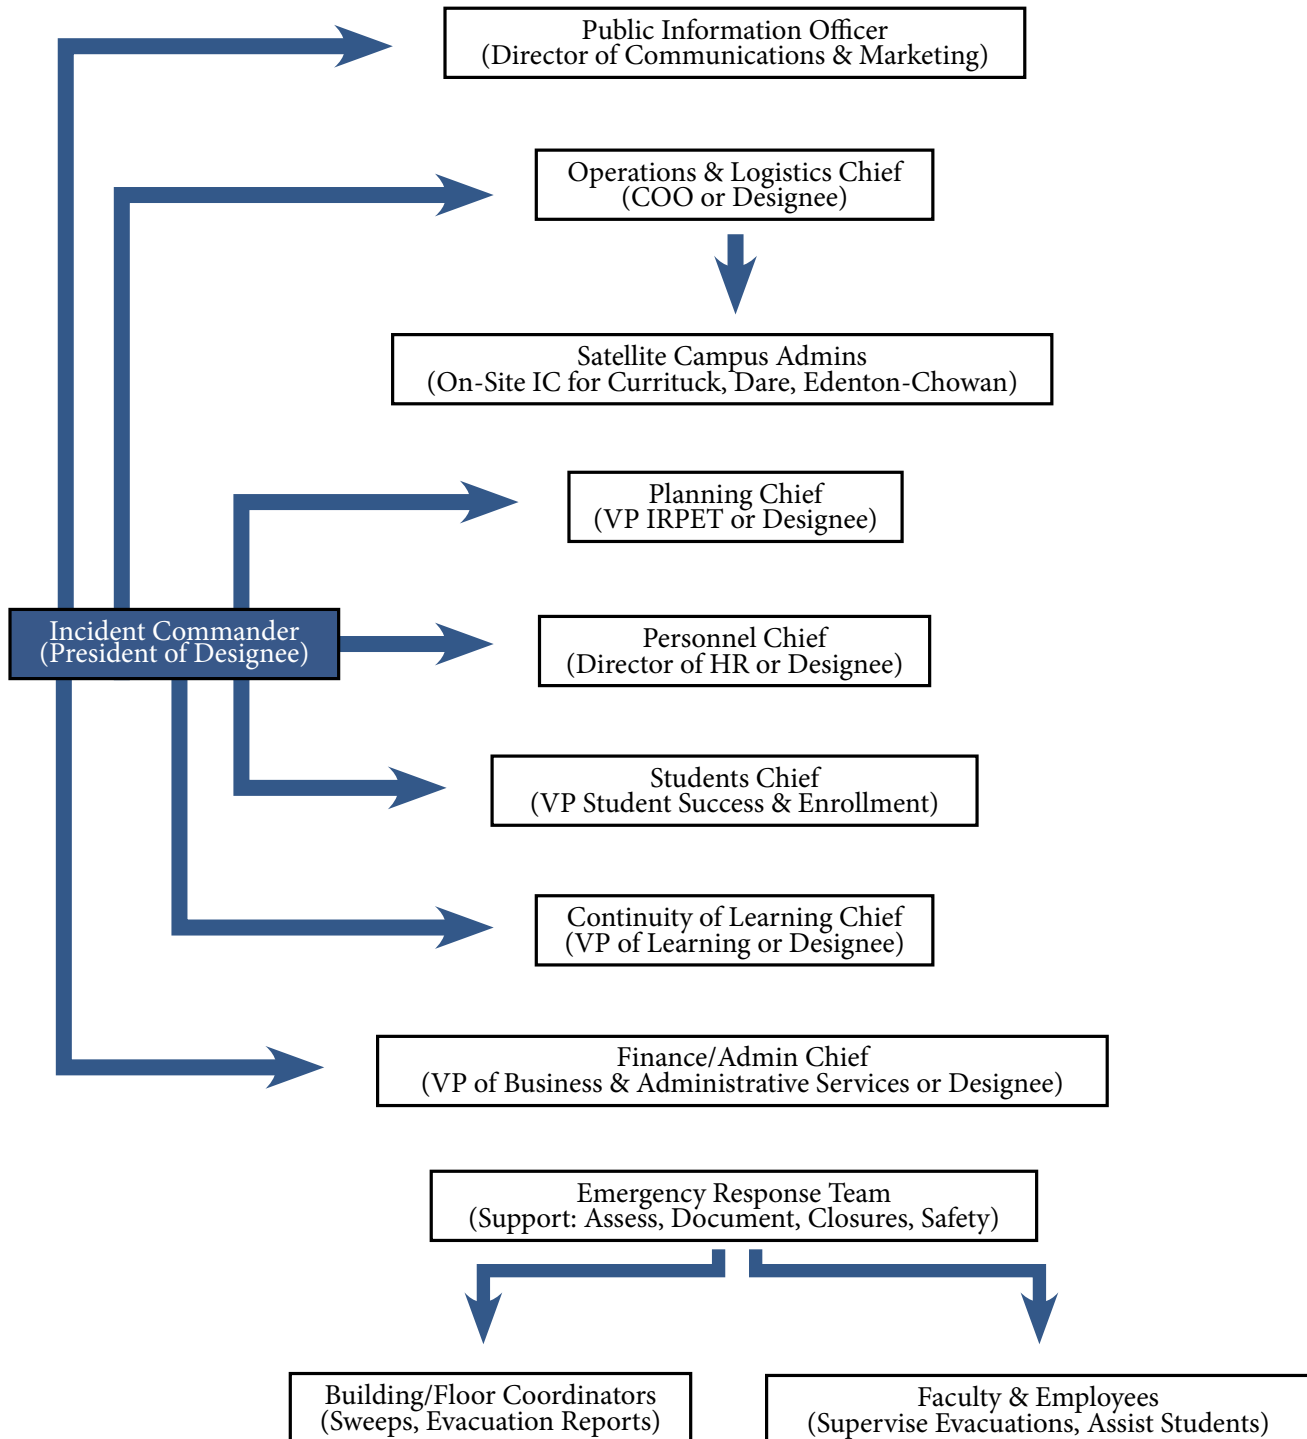 Public Information Officer
(Director of Communications & Marketing)
Operations & Logistics Chief
(COO or Designee)
Satellite Campus Admins
(On-Site IC for Currituck, Dare, Edenton-Chowan)
Planning Chief
(VP IRPET or Designee)
Incident Commander
(President of Designee)
Personnel Chief
(Director of HR or Designee)
Students Chief
(VP Student Success & Enrollment)
Continuity of Learning Chief
(VP of Learning or Designee)
Finance/Admin Chief
(VP of Business & Administrative Services or Designee)
Emergency Response Team
(Support: Assess, Document, Closures, Safety)
Building/Floor Coordinators
(Sweeps, Evacuation Reports)
Faculty & Employees
(Supervise Evacuations, Assist Students)